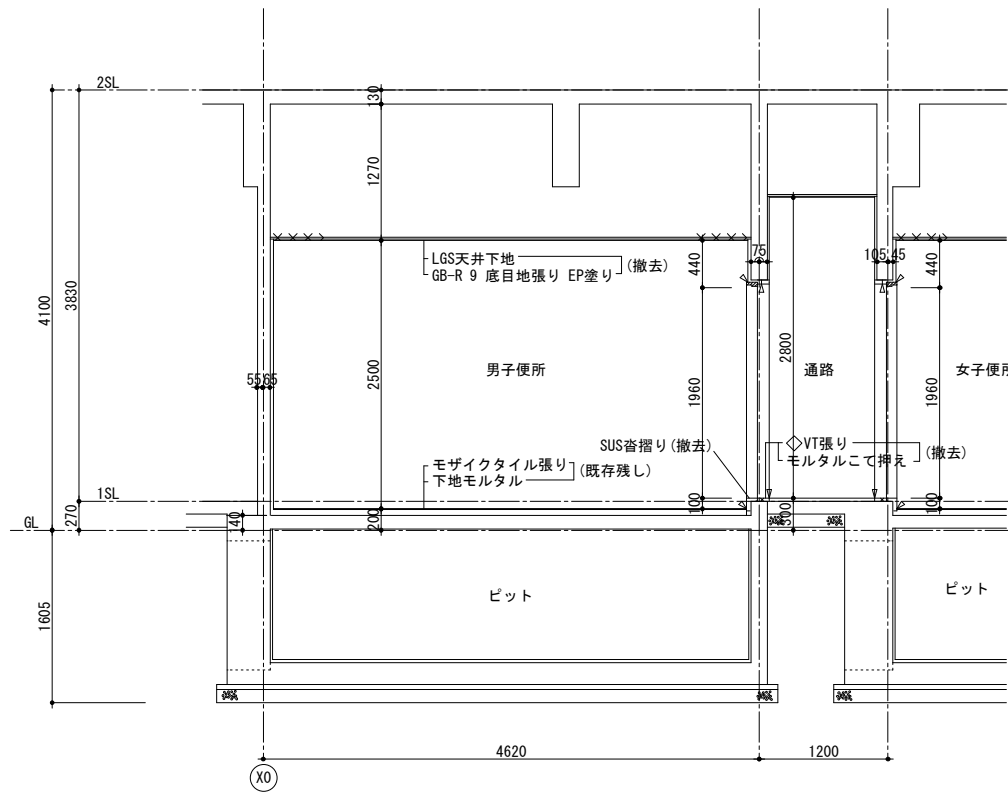 2SL
130
1270
4100
3830
LGS天井下地
GB-R 9 底目地張り EP塗り
(撤去)
440
75
105
45
440
55
65
2500
男子便所
1960
2800
通路
1960
女子便所
SUS沓摺り(撤去)
◇VT張り
モルタルこて押え
(撤去)
モザイクタイル張り
下地モルタル
(既存残し)
1SL
GL
270
140
200
100
300
100
1605
ピット
ピット
4620
1200
X0